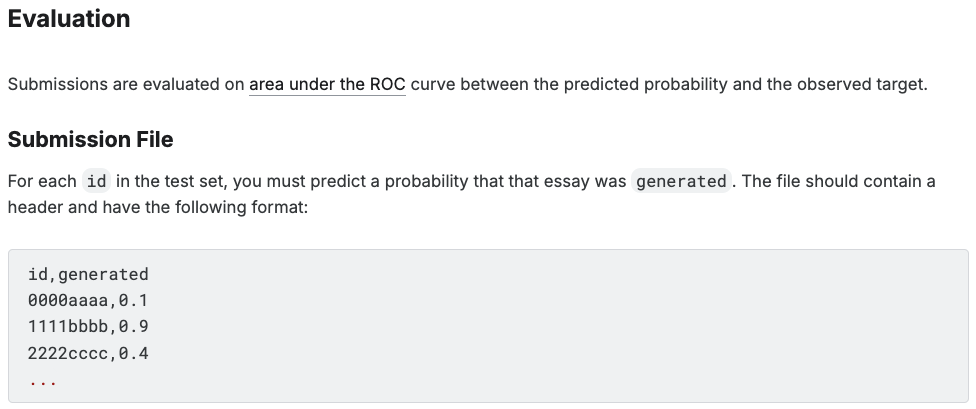 Evaluation
Submissions are evaluated on area under the ROC curve between the predicted probability and the observed target.
Submission File
For each id in the test set, you must predict a probability that that essay was generated. The file should contain a
header and have the following format:
id,generated
0000aaaa,0.1
1111bbbb,0.9
2222cccc,0.4
...